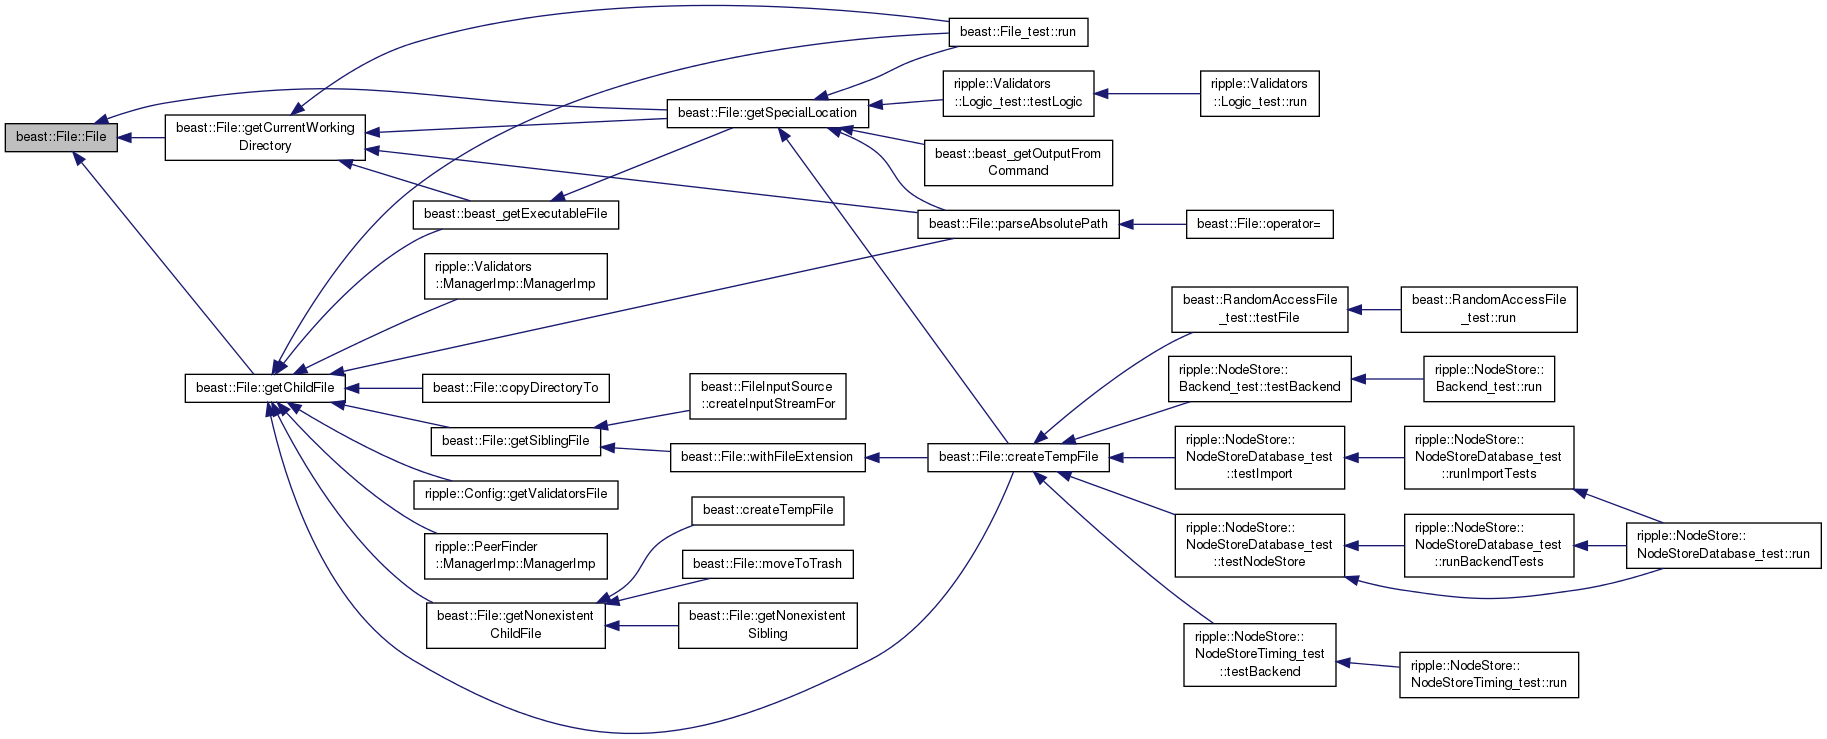 beast::File::File
beast::File::getCurrentWorking
Directory
beast::File::getChildFile
beast::beast_getExecutableFile
ripple::Validators
::ManagerImp::ManagerImp
beast::File::copyDirectoryTo
beast::File::getSiblingFile
ripple::Config::getValidatorsFile
ripple::PeerFinder
::ManagerImp::ManagerImp
beast::File::getNonexistent
ChildFile
beast::File::getSpecialLocation
beast::FileInputSource
::createInputStreamFor
beast::File::withFileExtension
beast::createTempFile
beast::File::moveToTrash
beast::File::getNonexistent
Sibling
beast::File_test::run
ripple::Validators
::Logic_test::testLogic
beast::beast_getOutputFrom
Command
beast::File::parseAbsolutePath
beast::File::createTempFile
ripple::Validators
::Logic_test::run
beast::File::operator=
beast::RandomAccessFile
_test::testFile
ripple::NodeStore::
Backend_test::testBackend
ripple::NodeStore::
NodeStoreDatabase_test
::testImport
ripple::NodeStore::
NodeStoreDatabase_test
::testNodeStore
ripple::NodeStore::
NodeStoreTiming_test
::testBackend
beast::RandomAccessFile
_test::run
ripple::NodeStore::
Backend_test::run
ripple::NodeStore::
NodeStoreDatabase_test
::runImportTests
ripple::NodeStore::
NodeStoreDatabase_test
::runBackendTests
ripple::NodeStore::
NodeStoreTiming_test::run
ripple::NodeStore::
NodeStoreDatabase_test::run